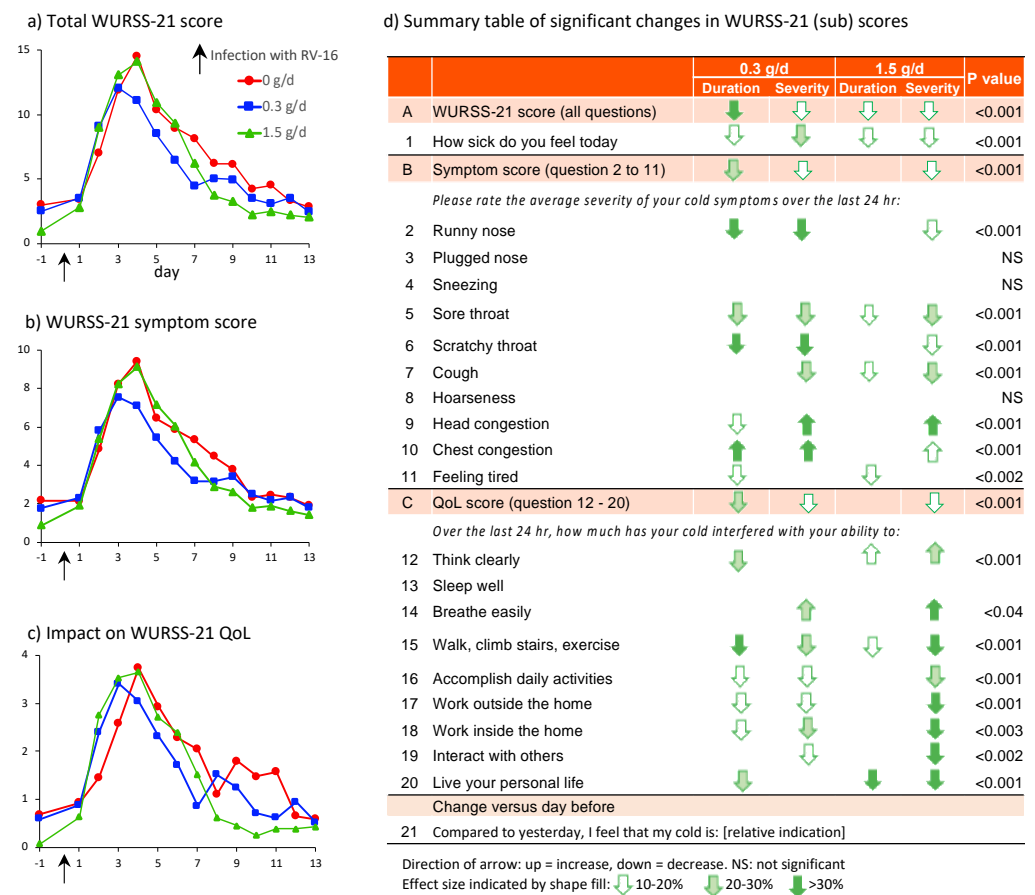 a) Total WURSS-21 score
Infection with RV-16
0 g/d
0.3 g/d
1.5 g/d
15
10
5
0
-1 1 3 5 7 9 11 13
day
b) WURSS-21 symptom score
10
8
6
4
2
0
-1 1 3 5 7 9 11 13
c) Impact on WURSS-21 QoL
4
3
2
1
0
-1 1 3 5 7 9 11 13
d) Summary table of significant changes in WURSS-21 (sub) scores
0.3 g/d 1.5 g/d P value
Duration Severity Duration Severity
A WURSS-21 score (all questions) <0.001
1 How sick do you feel today <0.001
B Symptom score (question 2 to 11) <0.001
Please rate the average severity of your cold symptoms over the last 24 hr:
2 Runny nose <0.001
3 Plugged nose NS
4 Sneezing NS
5 Sore throat <0.001
6 Scratchy throat <0.001
7 Cough <0.001
8 Hoarseness NS
9 Head congestion <0.001
10 Chest congestion <0.001
11 Feeling tired <0.002
C QoL score (question 12 - 20) <0.001
Over the last 24 hr, how much has your cold interfered with your ability to:
12 Think clearly <0.001
13 Sleep well
14 Breathe easily <0.04
15 Walk, climb stairs, exercise <0.001
16 Accomplish daily activities <0.001
17 Work outside the home <0.001
18 Work inside the home <0.003
19 Interact with others <0.002
20 Live your personal life <0.001
Change versus day before
21 Compared to yesterday, I feel that my cold is: [relative indication]
Direction of arrow: up = increase, down = decrease. NS: not significant
Effect size indicated by shape fill: 10-20% 20-30% >30%